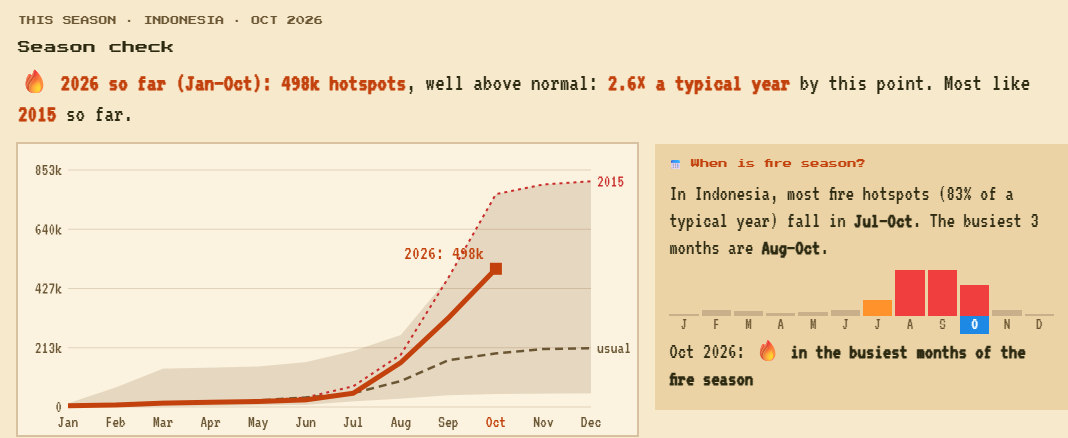 THIS SEASON · INDONESIA · OCT 2026
Season check
🔥 2026 so far (Jan-Oct): 498k hotspots, well above normal: 2.6X a typical year by this point. Most like
2015 so far.
853k
640k
427k
213k
0
2015
2026: 498k
usual
Jan Feb Mar Apr May Jun Jul Aug Sep Oct Nov Dec
When is fire season?
In Indonesia, most fire hotspots (83% of a
typical year) fall in Jul-Oct. The busiest 3
months are Aug-Oct.
J F M A M J J A S O N D
Oct 2026: 🔥 in the busiest months of the
fire season